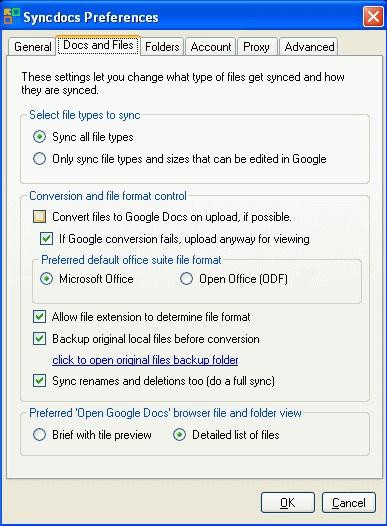 Syncdocs Preferences
General Docs and Files Folders Account Proxy Advanced
These settings let you change what type of files get synced and how
they are synced.
Select file types to sync
Sync all file types
Only sync file types and sizes that can be edited in Google
Conversion and file format control
Convert files to Google Docs on upload, if possible.
If Google conversion fails, upload anyway for viewing
Preferred default office suite file format
Microsoft Office Open Office (ODF)
Allow file extension to determine file format
Backup original local files before conversion
click to open original files backup folder
Sync renames and deletions too (do a full sync)
Preferred 'Open Google Docs' browser file and folder view
Brief with tile preview Detailed list of files
OK Cancel